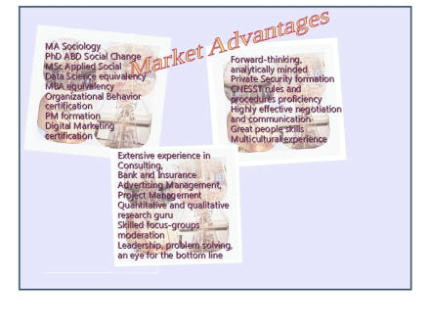 Market Advantages
MA Sociology
PhD ABD Social Change
MSc Applied Social
Data Science equivalency
MBA equivalency
Organizational Behavior
certification
PM formation
Digital Marketing
certification
Forward-thinking,
analytically minded
Private Security formation
CNESST rules and
procedures proficiency
Highly effective negotiation
and communication
Great people skills
Multicultural experience
Extensive experience in
Consulting,
Bank and Insurance
Advertising Management,
Project Management
Quantitative and qualitative
research guru
Skilled focus-groups
moderation
Leadership, problem solving,
an eye for the bottom line